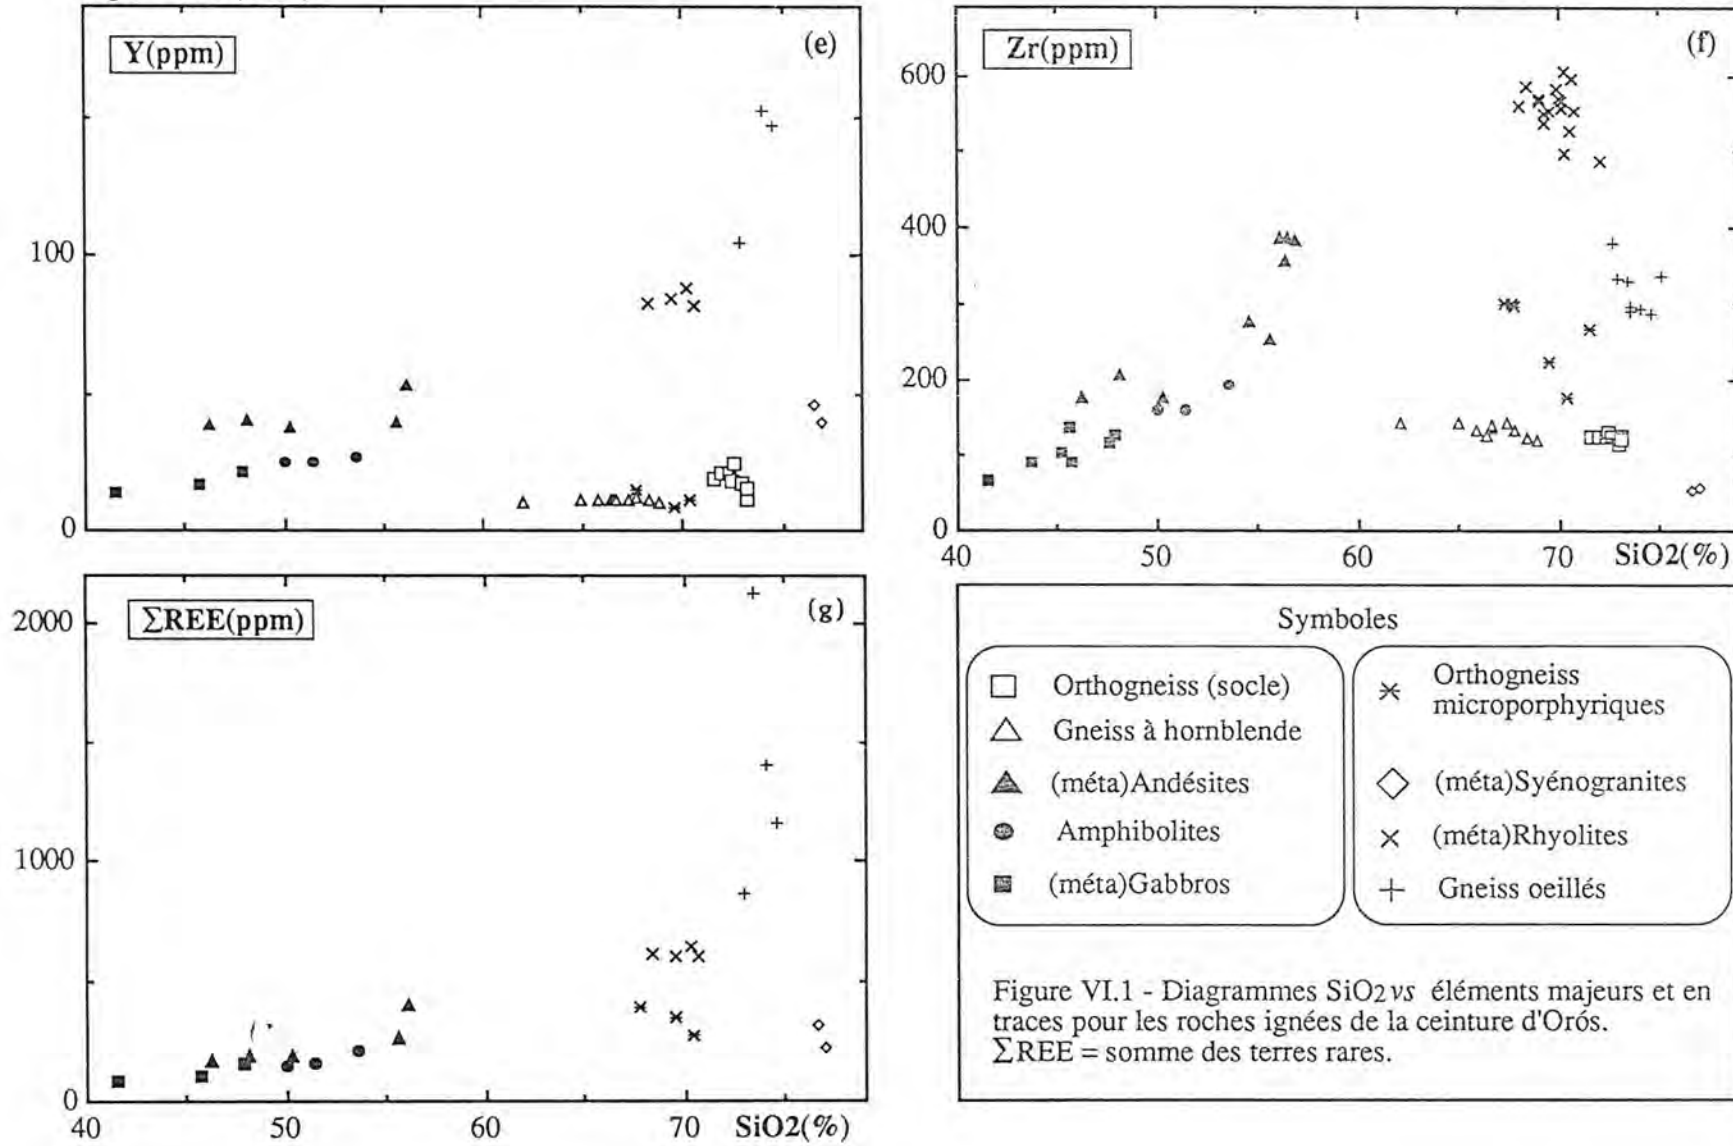 Y(ppm)
(e)
100
0
Zr(ppm)
(f)
600
400
200
0
40
50
60
70
SiO2(%)
ΣREE(ppm)
(g)
2000
1000
0
40
50
60
70
SiO2(%)
Symboles
Orthogneiss (socle)
Gneiss à hornblende
(méta)Andésites
Amphibolites
(méta)Gabbros
Orthogneiss
microporphyriques
(méta)Syénogranites
(méta)Rhyolites
Gneiss oeillés
Figure VI.1 - Diagrammes SiO2 vs éléments majeurs et en
traces pour les roches ignées de la ceinture d'Orós.
ΣREE = somme des terres rares.